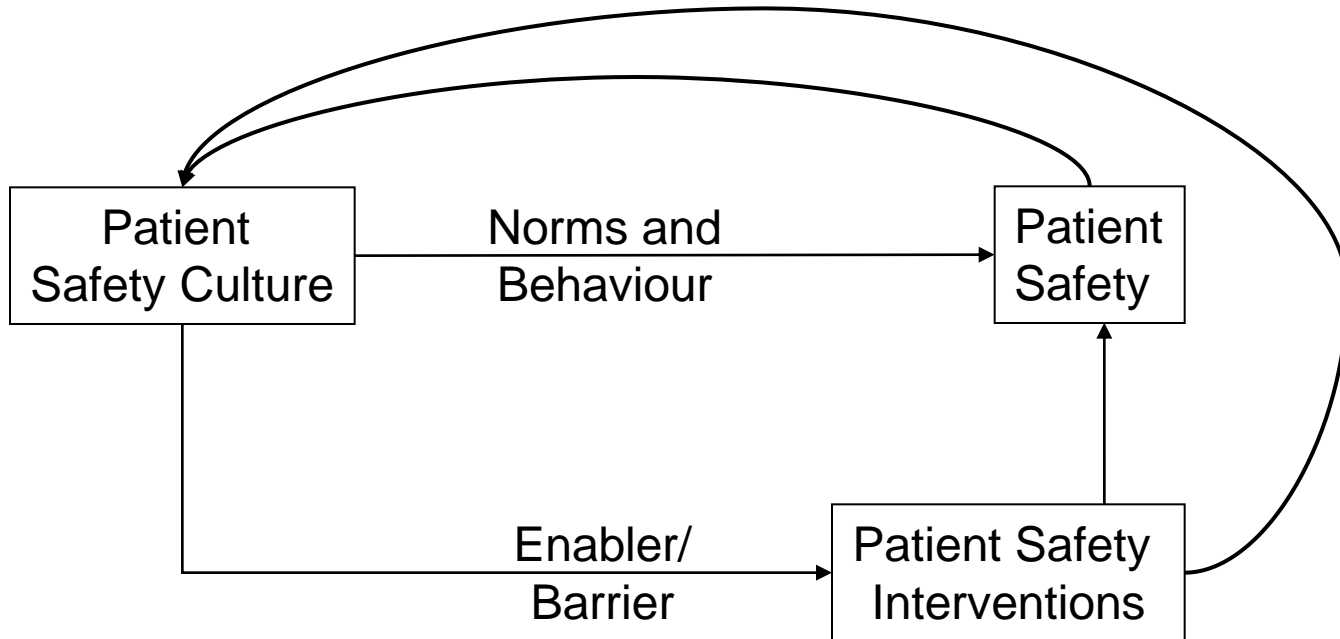 Patient
Safety Culture
Norms and
Behaviour
Patient
Safety
Enabler/
Barrier
Patient Safety
Interventions